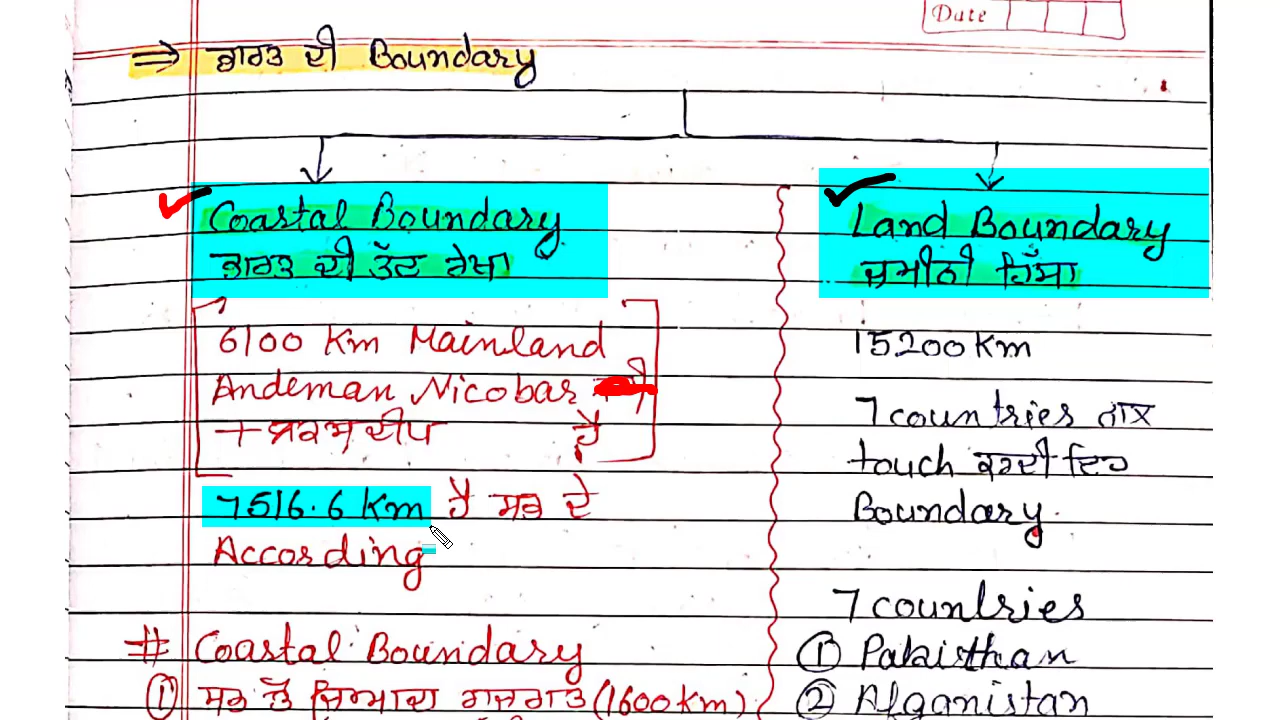 Date
⇒ ਭਾਰਤ ਦੀ Boundary
Coastal Boundary
ਭਾਰਤ ਦੀ ਤੱਟ ਰੇਖਾ
6100 Km Mainland
Andeman Nicobar
+ ਲਕਸ਼ਦੀਪ ਹੈ
7516.6 Km ਹੈ ਸਭ ਦੇ
According
# Coastal Boundary
① ਸਭ ਤੋਂ ਜ਼ਿਆਦਾ ਗੁਜਰਾਤ (1600 Km)
Land Boundary
ਜ਼ਮੀਨੀ ਹਿੱਸਾ
15200 Km
7 countries ਨਾਲ
touch ਕਰਦੀ ਇਹ
Boundary.
7 countries
① Pakisthan
② Afganistan